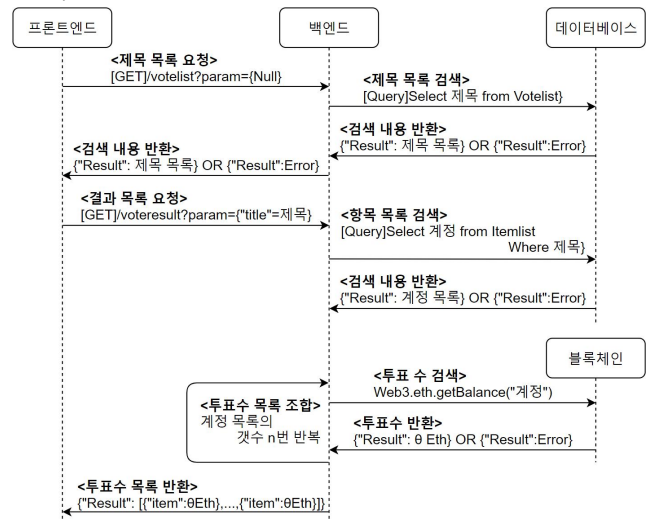 프론트엔드
백엔드
데이터베이스
<제목 목록 요청>
[GET]/votelist?param={Null}
<제목 목록 검색>
[Query]Select 제목 from Votelist}
<검색 내용 반환>
{"Result": 제목 목록} OR {"Result":Error}
<검색 내용 반환>
{"Result": 제목 목록} OR {"Result":Error}
<결과 목록 요청>
[GET]/voteresult?param={"title"=제목}
<항목 목록 검색>
[Query]Select 계정 from Itemlist
Where 제목}
<검색 내용 반환>
{"Result": 계정 목록} OR {"Result":Error}
블록체인
<투표 수 검색>
Web3.eth.getBalance("계정")
<투표수 목록 조합>
계정 목록의
갯수 n번 반복
<투표수 반환>
{"Result": θ Eth} OR {"Result":Error}
<투표수 목록 반환>
{"Result": [{"item":θEth},...,{"item":θEth}]}